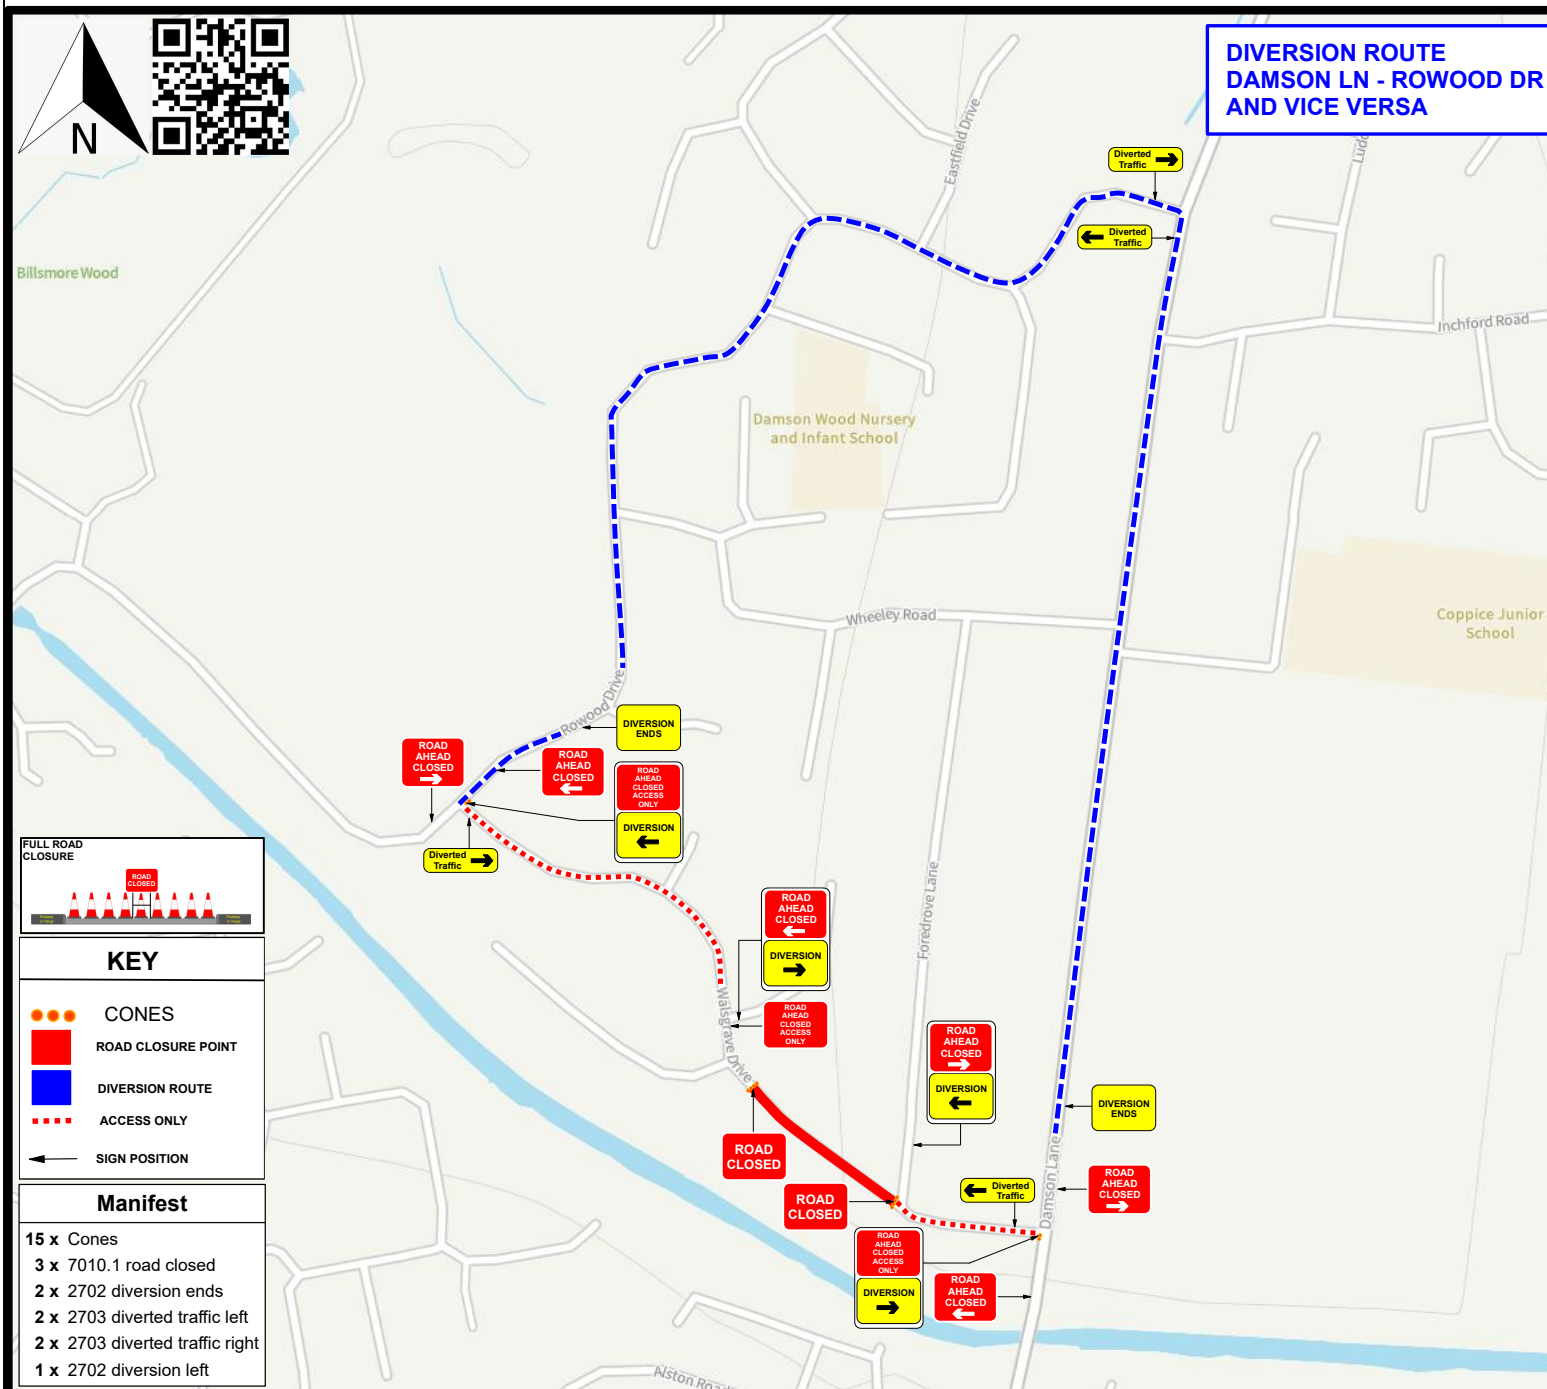 N
DIVERSION ROUTE
DAMSON LN - ROWOOD DR
AND VICE VERSA
Eastfield Drive
Diverted
Traffic
Diverted
Traffic
Billsmore Wood
Inchford Road
Damson Wood Nursery
and Infant School
Wheeley Road
Coppice Junior
School
Rowood Drive
DIVERSION
ENDS
ROAD
AHEAD
CLOSED
ROAD
AHEAD
CLOSED
ROAD
AHEAD
CLOSED
ACCESS
ONLY
DIVERSION
Diverted
Traffic
FULL ROAD
CLOSURE
ROAD
CLOSED
ROAD
AHEAD
CLOSED
DIVERSION
Foredrove Lane
Walsgrave Drive
ROAD
AHEAD
CLOSED
ACCESS
ONLY
ROAD
AHEAD
CLOSED
DIVERSION
DIVERSION
ENDS
ROAD
CLOSED
ROAD
CLOSED
Diverted
Traffic
Damson Lane
ROAD
AHEAD
CLOSED
ROAD
AHEAD
CLOSED
ACCESS
ONLY
DIVERSION
ROAD
AHEAD
CLOSED
KEY
CONES
ROAD CLOSURE POINT
DIVERSION ROUTE
ACCESS ONLY
SIGN POSITION
Manifest
15 x Cones
3 x 7010.1 road closed
2 x 2702 diversion ends
2 x 2703 diverted traffic left
2 x 2703 diverted traffic right
1 x 2702 diversion left
Alston Road